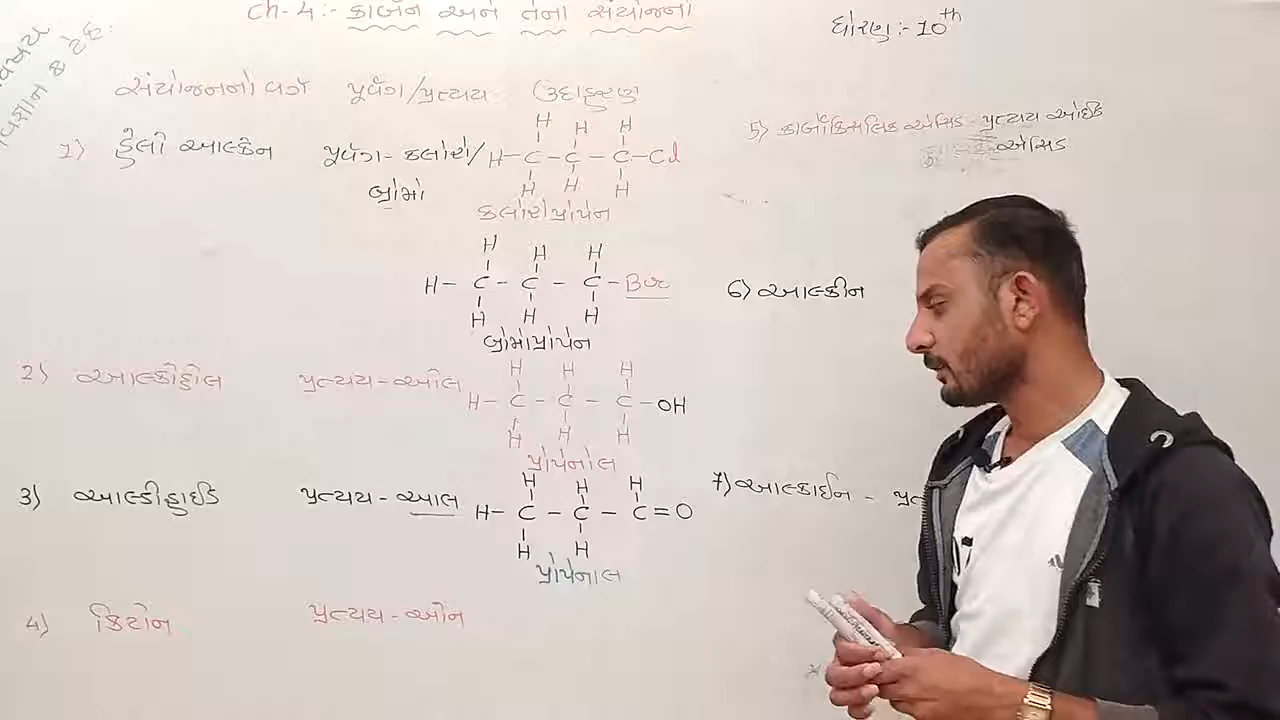 Ch-4:- કાર્બન અને તેના સંયોજનો
ધોરણ:- 10th
વિજ્ઞાન
સંયોજનનો વર્ગ પૂર્વગ/પ્રત્યય ઉદાહરણ
1) હેલો આલ્કેન પૂર્વગ-ક્લોરો/
બ્રોમો
H H H
H-C-C-C-Cl
H H H
ક્લોરોપ્રોપેન
H H H
H-C-C-C-Br
H H H
બ્રોમોપ્રોપેન
2) આલ્કોહોલ પ્રત્યય-ઓલ
H H H
H-C-C-C-OH
H H H
પ્રોપેનોલ
3) આલ્ડીહાઈડ પ્રત્યય-આલ
H H H
H-C-C-C=O
H H
પ્રોપેનાલ
4) કિટોન પ્રત્યય-ઓન
5) કાર્બોક્સિલિક એસિડ-પ્રત્યય ઓઈક
એસિડ
6) આલ્કીન
7) આલ્કાઈન - પ્રત